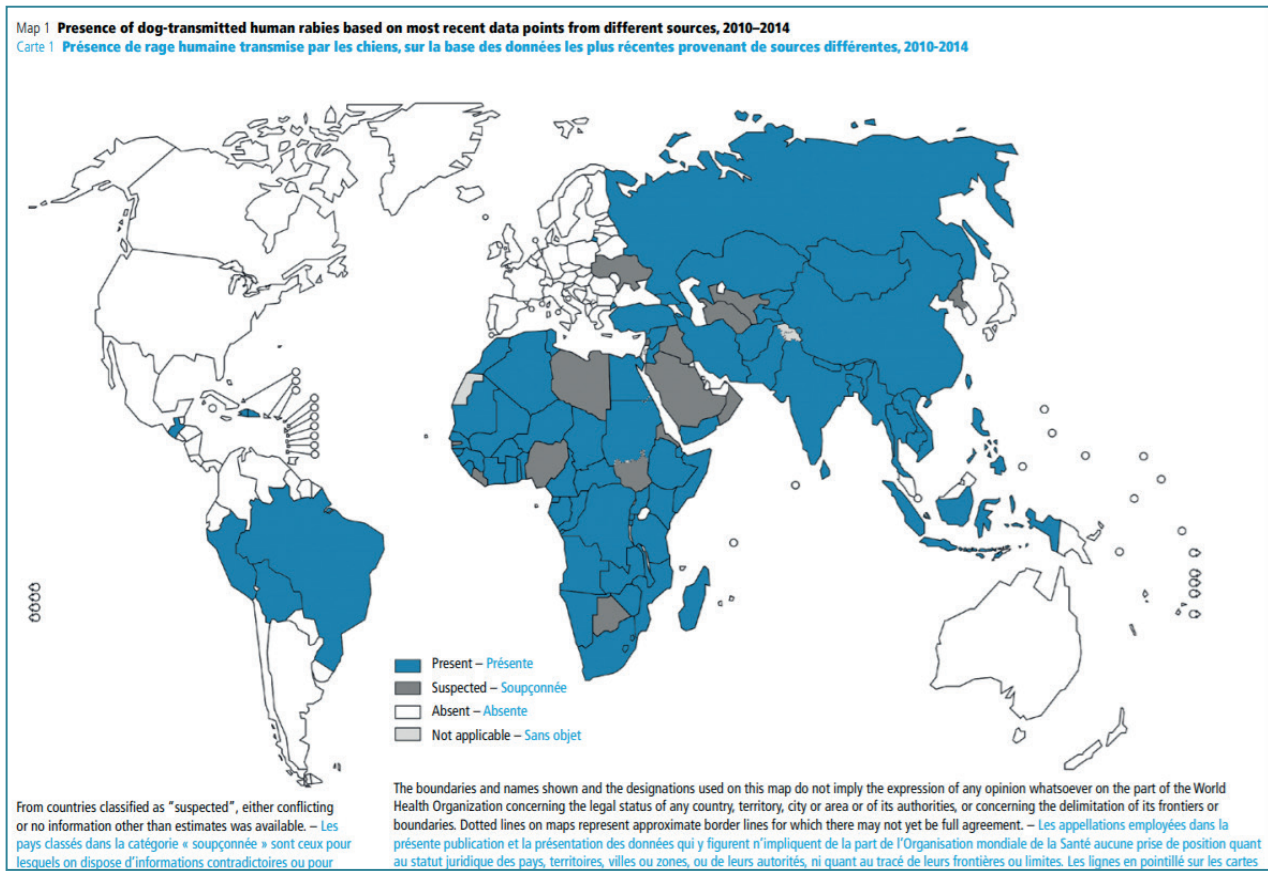 Map 1 Presence of dog-transmitted human rabies based on most recent data points from different sources, 2010–2014
Carte 1 Présence de rage humaine transmise par les chiens, sur la base des données les plus récentes provenant de sources différentes, 2010-2014
Present – Présente
Suspected – Soupçonnée
Absent – Absente
Not applicable – Sans objet
From countries classified as "suspected", either conflicting
or no information other than estimates was available. – Les
pays classés dans la catégorie « soupçonnée » sont ceux pour
lesquels on dispose d'informations contradictoires ou pour
The boundaries and names shown and the designations used on this map do not imply the expression of any opinion whatsoever on the part of the World
Health Organization concerning the legal status of any country, territory, city or area or of its authorities, or concerning the delimitation of its frontiers or
boundaries. Dotted lines on maps represent approximate border lines for which there may not yet be full agreement. – Les appellations employées dans la
présente publication et la présentation des données qui y figurent n'impliquent de la part de l'Organisation mondiale de la Santé aucune prise de position quant
au statut juridique des pays, territoires, villes ou zones, ou de leurs autorités, ni quant au tracé de leurs frontières ou limites. Les lignes en pointillé sur les cartes